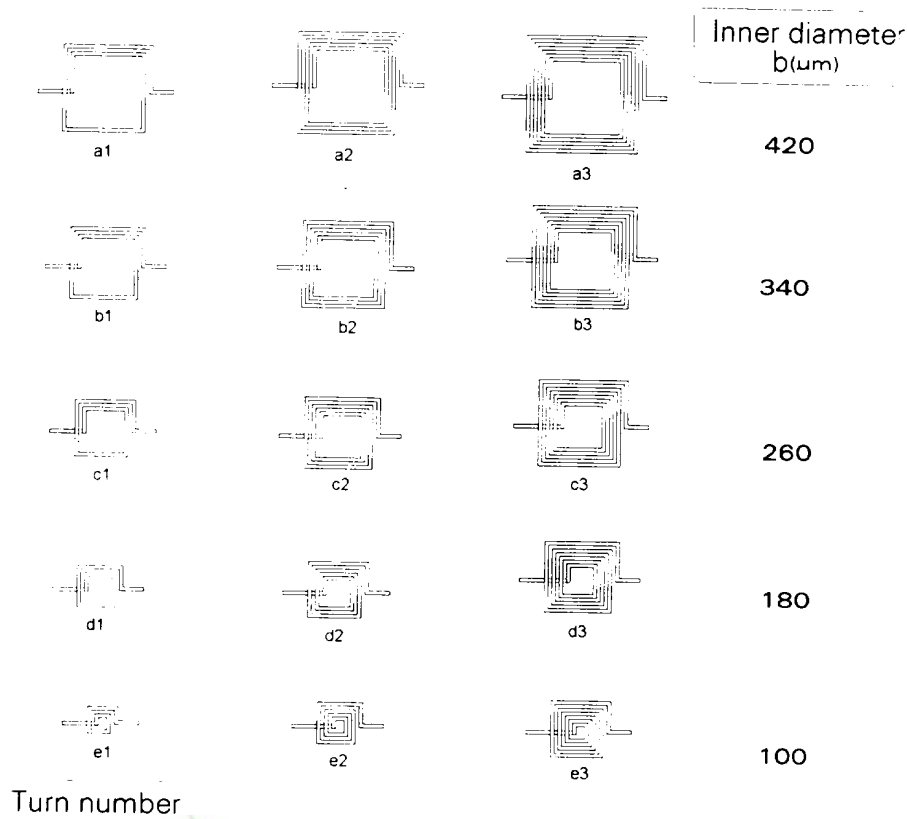 Inner diameter
b(um)
a1 a2 a3 420
b1 b2 b3 340
c1 c2 c3 260
d1 d2 d3 180
e1 e2 e3 100
Turn number